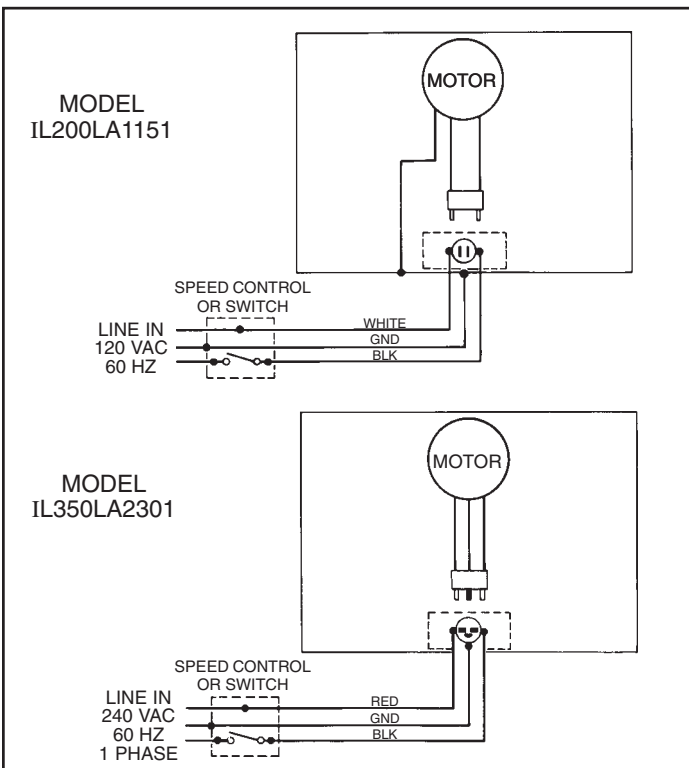 MOTOR
MODEL
IL200LA1151
SPEED CONTROL
OR SWITCH
LINE IN
120 VAC
60 HZ
WHITE
GND
BLK
MOTOR
MODEL
IL350LA2301
SPEED CONTROL
OR SWITCH
LINE IN
240 VAC
60 HZ
1 PHASE
RED
GND
BLK